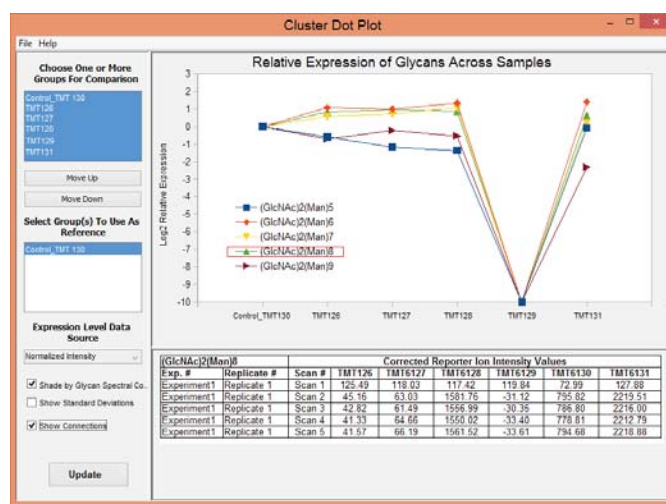 Cluster Dot Plot
File Help
Choose One or More
Groups For Comparison
Control_TMT 130
TMT126
TMT127
TMT128
TMT129
TMT131
Move Up
Move Down
Select Group(s) To Use As
Reference
Control_TMT 130
Expression Level Data
Source
Normalized Intensity
Shade by Glycan Spectral Co..
Show Standard Deviations
Show Connections
Update
Relative Expression of Glycans Across Samples
Log2 Relative Expression
3
2
1
0
-1
-2
-3
-4
-5
-6
-7
-8
-9
-10
(GlcNAc)2(Man)5
(GlcNAc)2(Man)6
(GlcNAc)2(Man)7
(GlcNAc)2(Man)8
(GlcNAc)2(Man)9
Control_TMT130 TMT126 TMT127 TMT128 TMT129 TMT131
(GlcNAc)2(Man)8 Corrected Reporter Ion Intensity Values
Exp. # Replicate # Scan # TMT126 TMT6127 TMT6128 TMT6129 TMT6130 TMT6131
Experiment1 Replicate 1 Scan 1 125.49 118.03 117.42 119.84 72.99 127.88
Experiment1 Replicate 1 Scan 2 45.16 63.03 1581.76 -31.12 795.82 2219.51
Experiment1 Replicate 1 Scan 3 42.82 61.49 1556.99 -30.35 786.80 2216.00
Experiment1 Replicate 1 Scan 4 41.33 64.66 1550.02 -33.40 778.81 2212.79
Experiment1 Replicate 1 Scan 5 41.57 66.19 1561.52 -33.61 794.68 2218.88